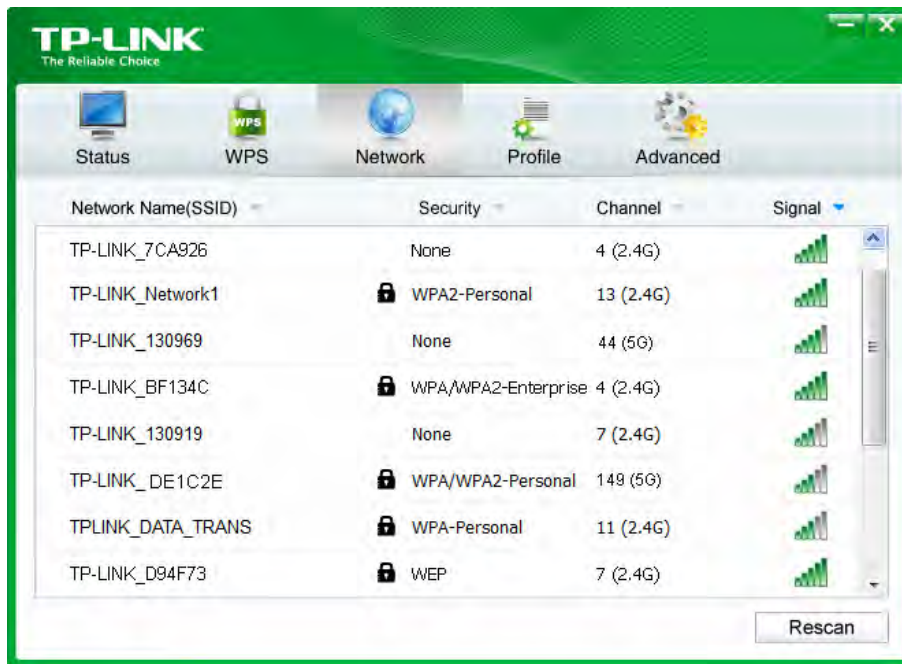 TP-LINK
The Reliable Choice
WPS
Status WPS Network Profile Advanced
Network Name(SSID) Security Channel Signal
TP-LINK_7CA926 None 4 (2.4G)
TP-LINK_Network1 WPA2-Personal 13 (2.4G)
TP-LINK_130969 None 44 (5G)
TP-LINK_BF134C WPA/WPA2-Enterprise 4 (2.4G)
TP-LINK_130919 None 7 (2.4G)
TP-LINK_ DE1C2E WPA/WPA2-Personal 149 (5G)
TPLINK_DATA_TRANS WPA-Personal 11 (2.4G)
TP-LINK_D94F73 WEP 7 (2.4G)
Rescan